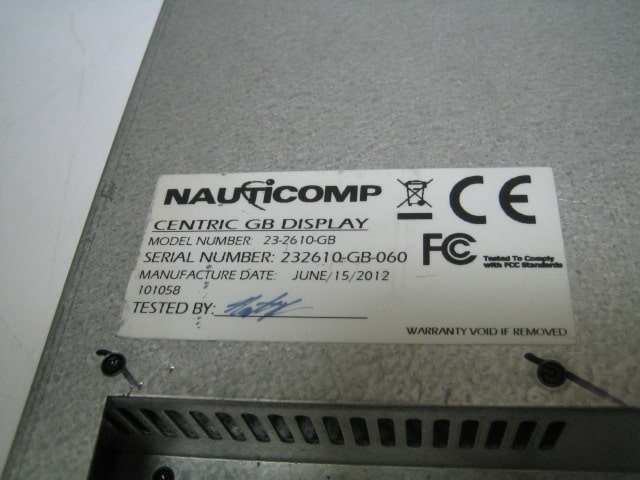 NAUTICOMP
CE
CENTRIC GB DISPLAY
MODEL NUMBER: 23-2610-GB
SERIAL NUMBER: 232610-GB-060
FC
Tested To Comply
with FCC Standards
MANUFACTURE DATE: JUNE/15/2012
101058
TESTED BY:
WARRANTY VOID IF REMOVED